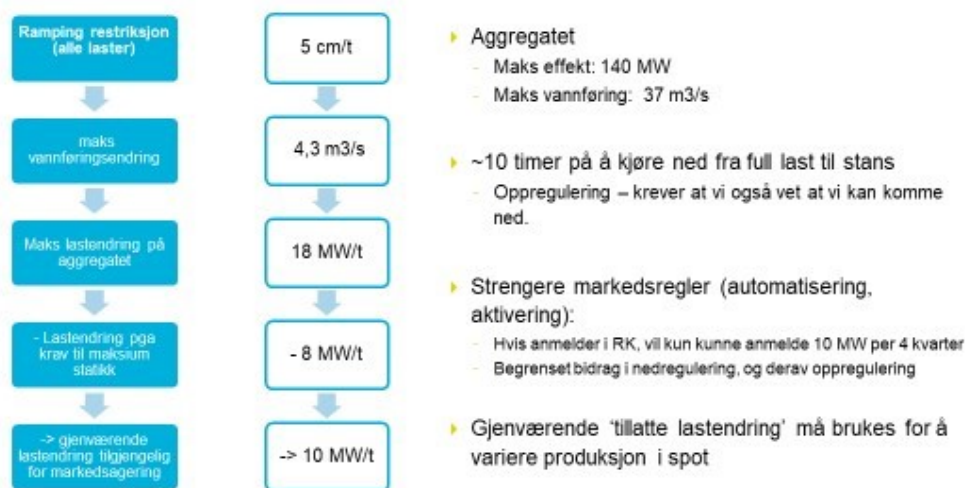 Ramping restriksjon
(alle laster)
5 cm/t
maks
vannføringsendring
4,3 m3/s
Maks lastendring på
aggregatet
18 MW/t
- Lastendring pga
krav til maksium
statikk
- 8 MW/t
-> gjenværende
lastendring tilgjengelig
for markedsagering
-> 10 MW/t
Aggregatet
- Maks effekt: 140 MW
- Maks vannføring: 37 m3/s
~10 timer på å kjøre ned fra full last til stans
- Oppregulering – krever at vi også vet at vi kan komme
ned.
Strengere markedsregler (automatisering,
aktivering):
- Hvis anmelder i RK, vil kun kunne anmelde 10 MW per 4 kvarter
- Begrenset bidrag i nedregulering, og derav oppregulering
Gjenværende ‘tillatte lastendring’ må brukes for å
variere produksjon i spot